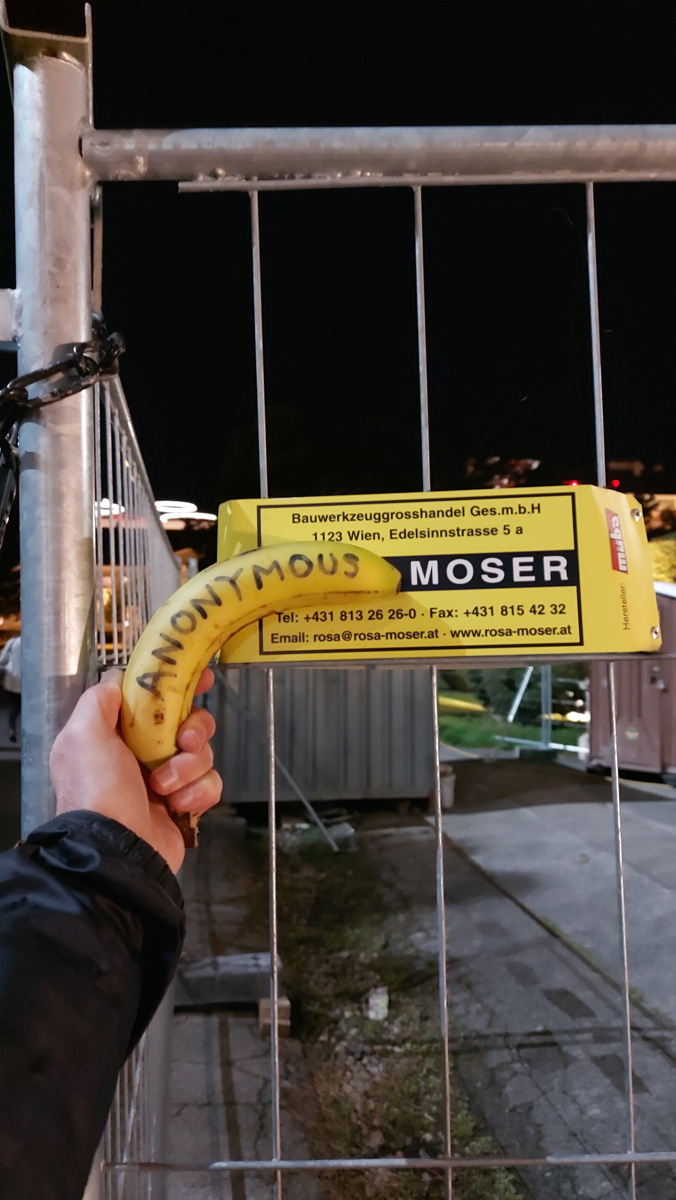 Bauwerkzeuggrosshandel Ges.m.b.H
1123 Wien, Edelsinnstrasse 5 a
ANONYMOUS
MOSER
Tel: +431 813 26 26-0 · Fax: +431 815 42 32
Email: rosa@rosa-moser.at · www.rosa-moser.at
Hersteller:
müba